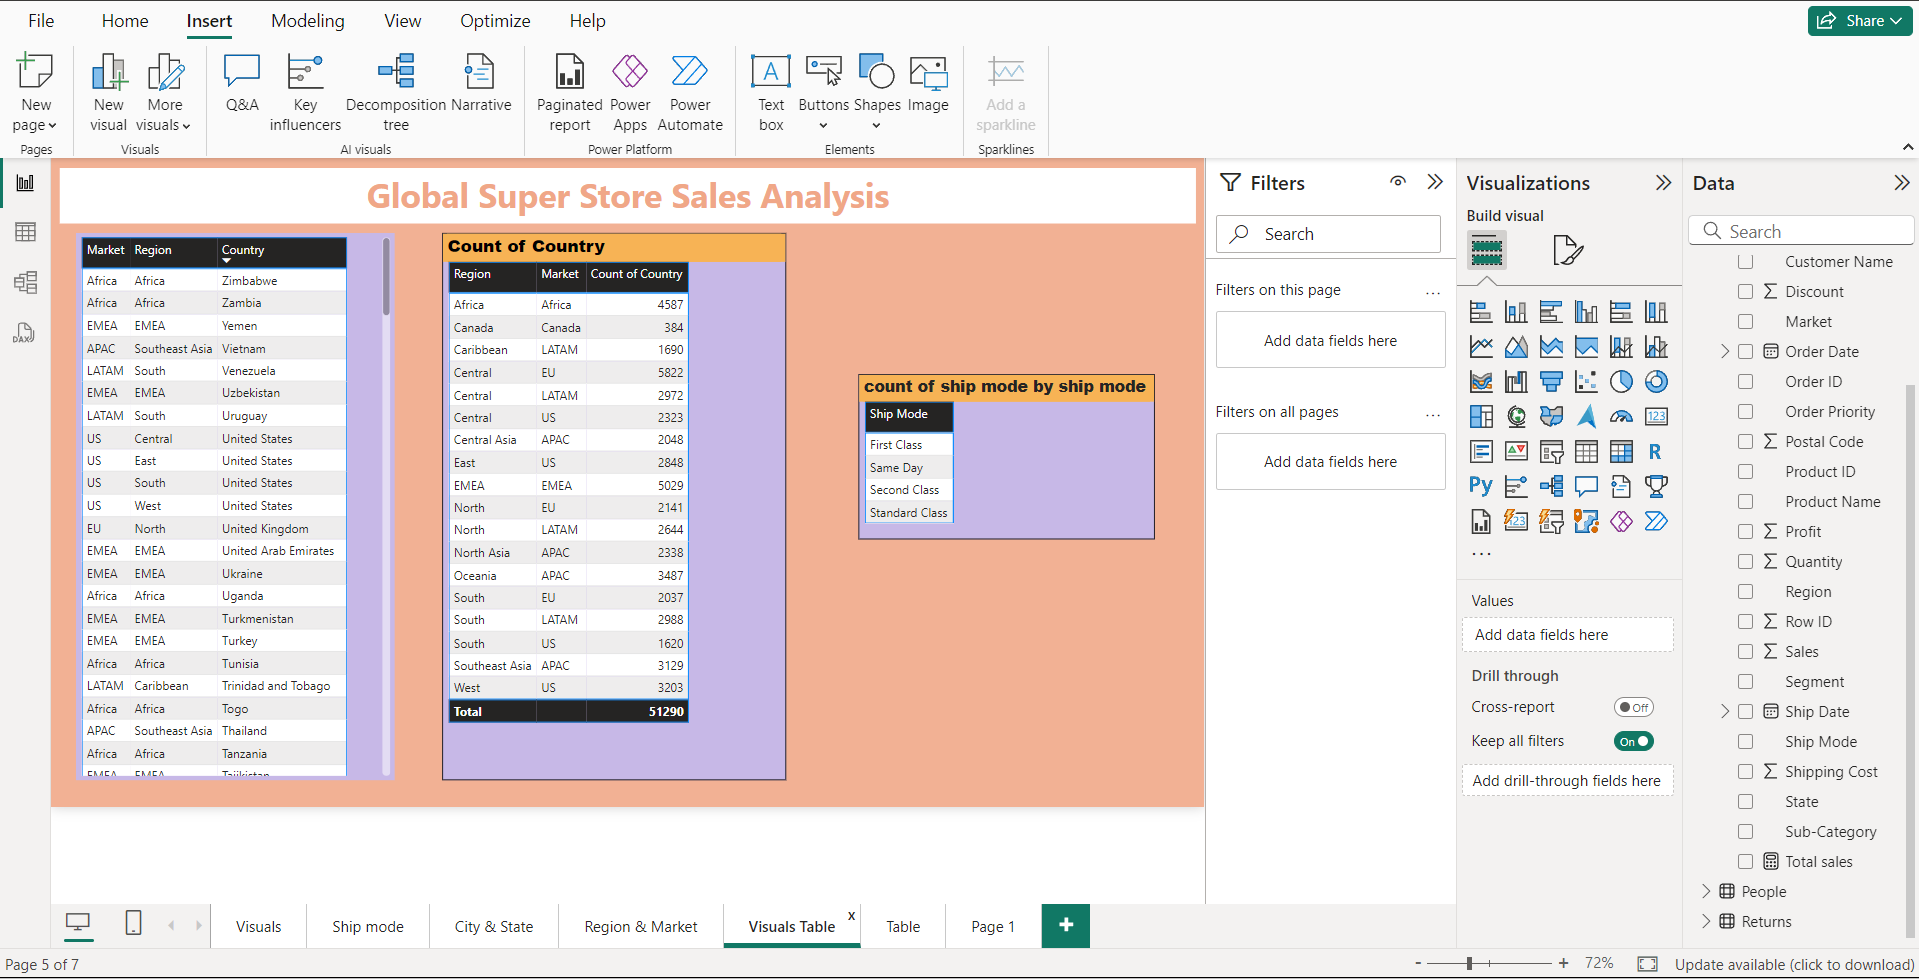 File Home Insert Modeling View Optimize Help Share
New page
New visual
More visuals
Q&A
Key influencers
Decomposition tree
Narrative
Paginated report
Power Apps
Power Automate
Text box
Buttons
Shapes
Image
Add a sparkline
Pages Visuals AI visuals Power Platform Elements Sparklines
DAX
Global Super Store Sales Analysis
Market Region Country
Africa Africa Zimbabwe
Africa Africa Zambia
EMEA EMEA Yemen
APAC Southeast Asia Vietnam
LATAM South Venezuela
EMEA EMEA Uzbekistan
LATAM South Uruguay
US Central United States
US East United States
US South United States
US West United States
EU North United Kingdom
EMEA EMEA United Arab Emirates
EMEA EMEA Ukraine
Africa Africa Uganda
EMEA EMEA Turkmenistan
EMEA EMEA Turkey
Africa Africa Tunisia
LATAM Caribbean Trinidad and Tobago
Africa Africa Togo
APAC Southeast Asia Thailand
Africa Africa Tanzania
EMEA EMEA Tajikistan
Count of Country
Region Market Count of Country
Africa Africa 4587
Canada Canada 384
Caribbean LATAM 1690
Central EU 5822
Central LATAM 2972
Central US 2323
Central Asia APAC 2048
East US 2848
EMEA EMEA 5029
North EU 2141
North LATAM 2644
North Asia APAC 2338
Oceania APAC 3487
South EU 2037
South LATAM 2988
South US 1620
Southeast Asia APAC 3129
West US 3203
Total 51290
count of ship mode by ship mode
Ship Mode
First Class
Same Day
Second Class
Standard Class
Filters
Search
Filters on this page ...
Add data fields here
Filters on all pages ...
Add data fields here
Visualizations
Build visual
123
R
Py
123
...
Values
Add data fields here
Drill through
Cross-report Off
Keep all filters On
Add drill-through fields here
Data
Search
Customer Name
Σ Discount
Market
Order Date
Order ID
Order Priority
Σ Postal Code
Product ID
Product Name
Σ Profit
Σ Quantity
Region
Σ Row ID
Σ Sales
Segment
Ship Date
Ship Mode
Σ Shipping Cost
State
Sub-Category
Total sales
People
Returns
Visuals Ship mode City & State Region & Market Visuals Table x Table Page 1 +
Page 5 of 7 - + 72% Update available (click to download)